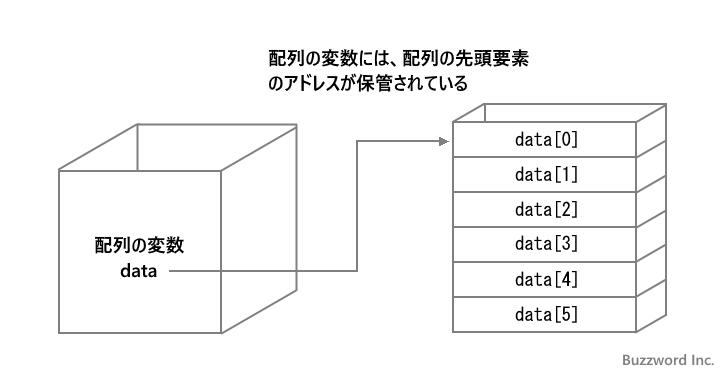 配列の変数には、配列の先頭要素
のアドレスが保管されている
配列の変数
data
data[0]
data[1]
data[2]
data[3]
data[4]
data[5]
Buzzword Inc.